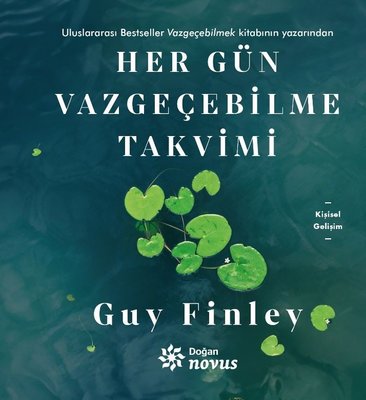 Uluslararası Bestseller Vazgeçebilmek kitabının yazarından
HER GÜN
VAZGEÇEBİLME
TAKVİMİ
Kişisel
Gelişim
Guy Finley
Doğan
novus